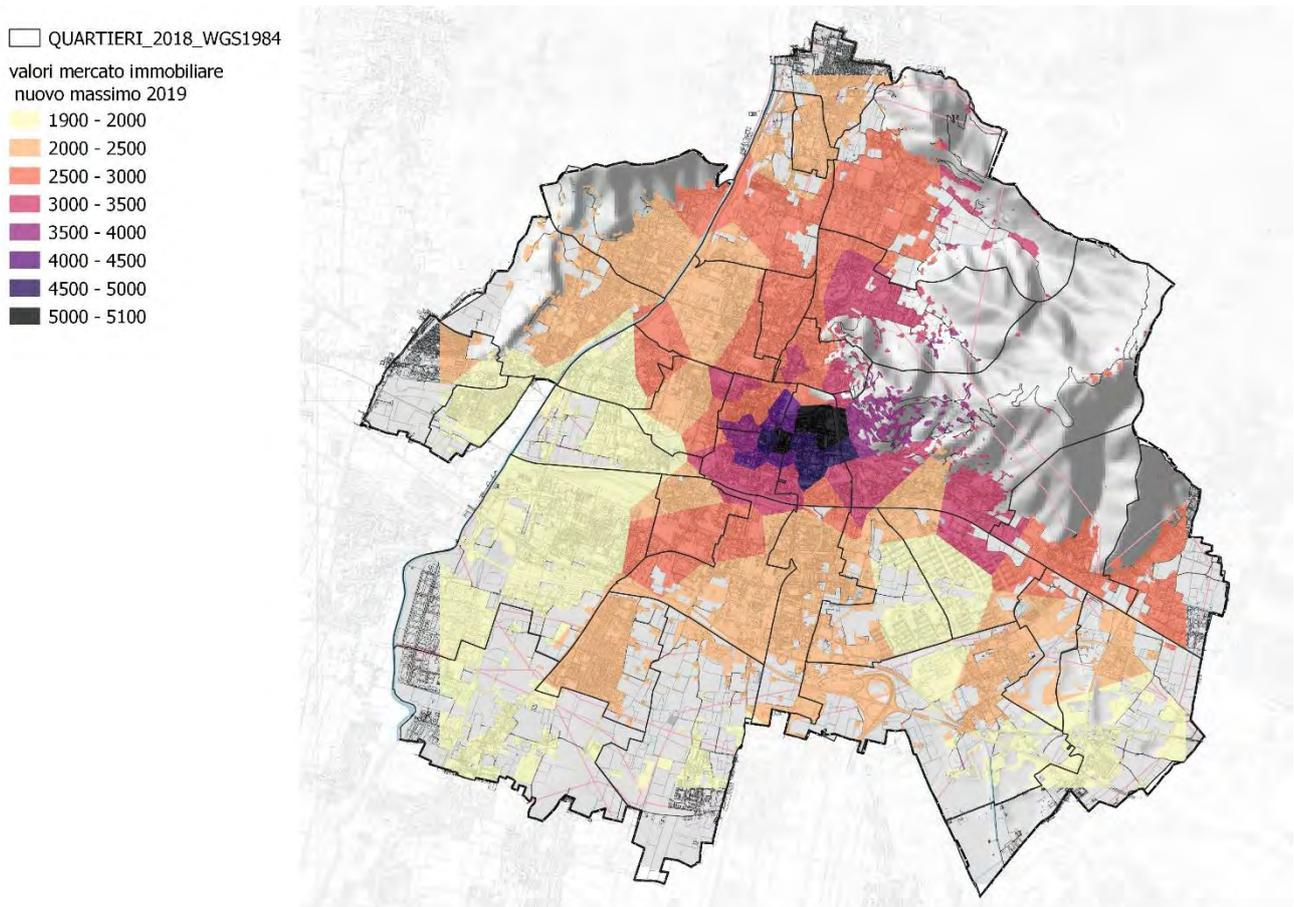 QUARTIERI_2018_WGS1984
valori mercato immobiliare
nuovo massimo 2019
1900 - 2000
2000 - 2500
2500 - 3000
3000 - 3500
3500 - 4000
4000 - 4500
4500 - 5000
5000 - 5100